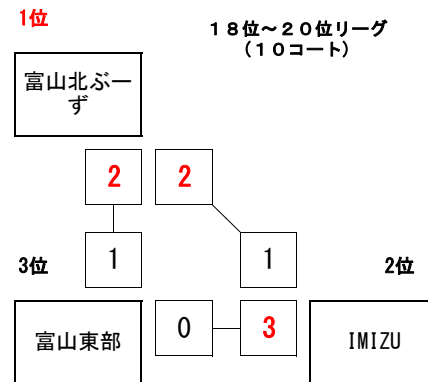 1位
18位～20位リーグ
(10コート)
富山北ぶー
ず
2 2
1 1
3位 2位
富山東部 0 3 IMIZU